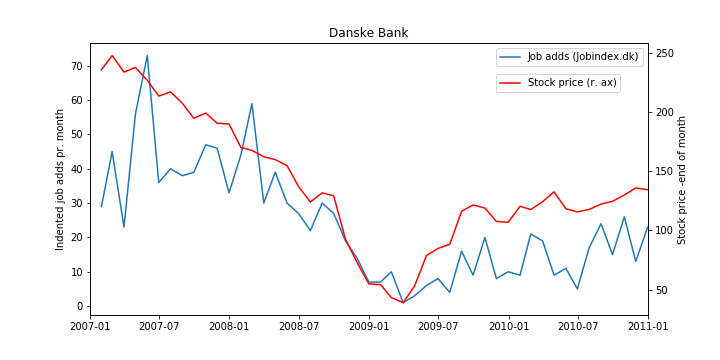 Danske Bank
Job adds (Jobindex.dk)
Stock price (r. ax)
Indented job adds pr. month
70
60
50
40
30
20
10
0
250
200
150
100
50
Stock price -end of month
2007-01 2007-07 2008-01 2008-07 2009-01 2009-07 2010-01 2010-07 2011-01